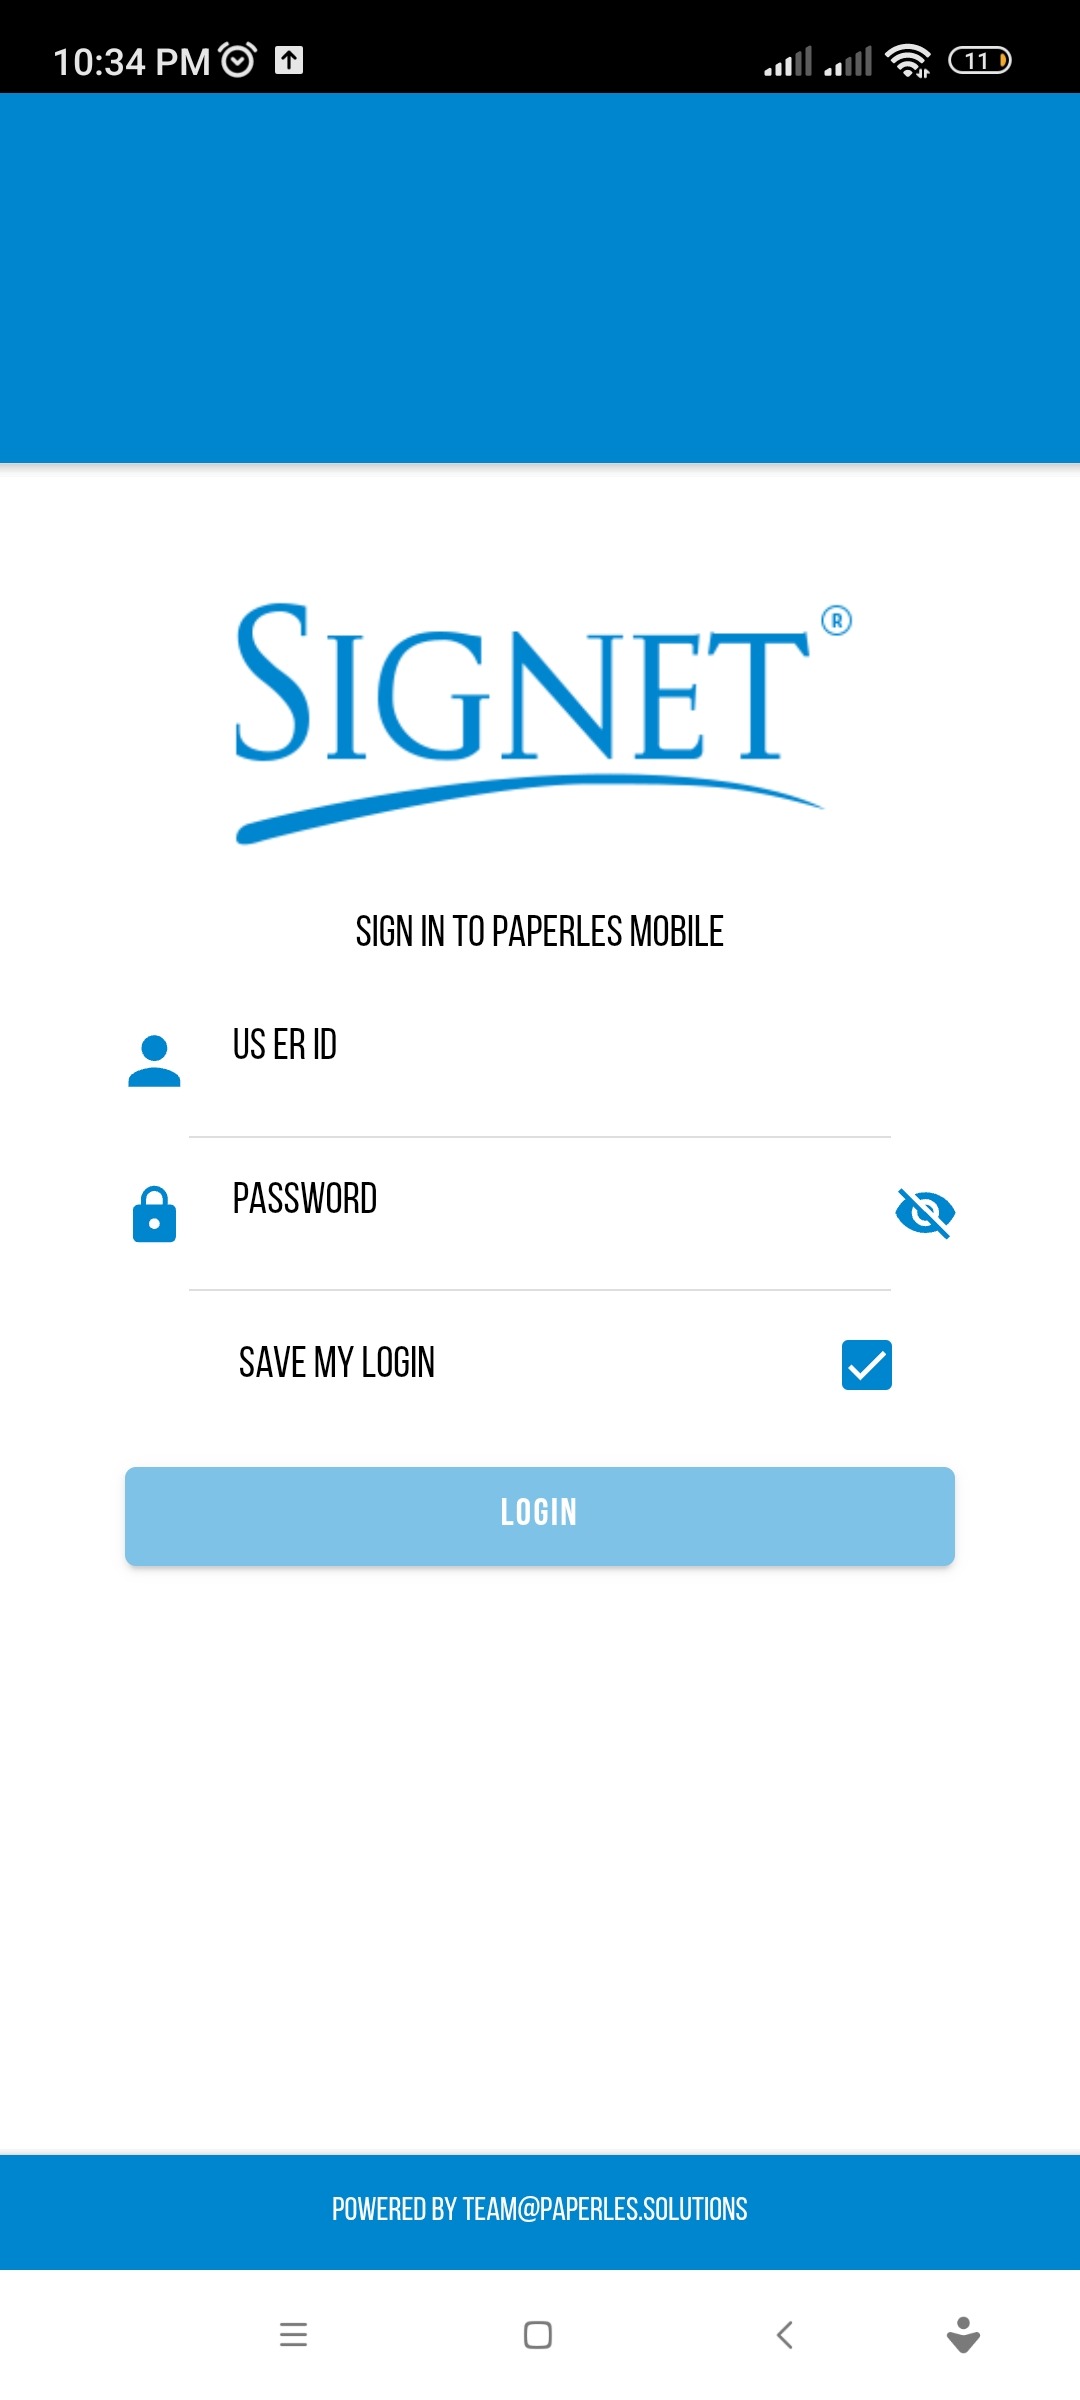 10:34 PM
11
SIGNET®
SIGN IN TO PAPERLES MOBILE
US ER ID
PASSWORD
SAVE MY LOGIN
LOGIN
POWERED BY TEAM@PAPERLES.SOLUTIONS